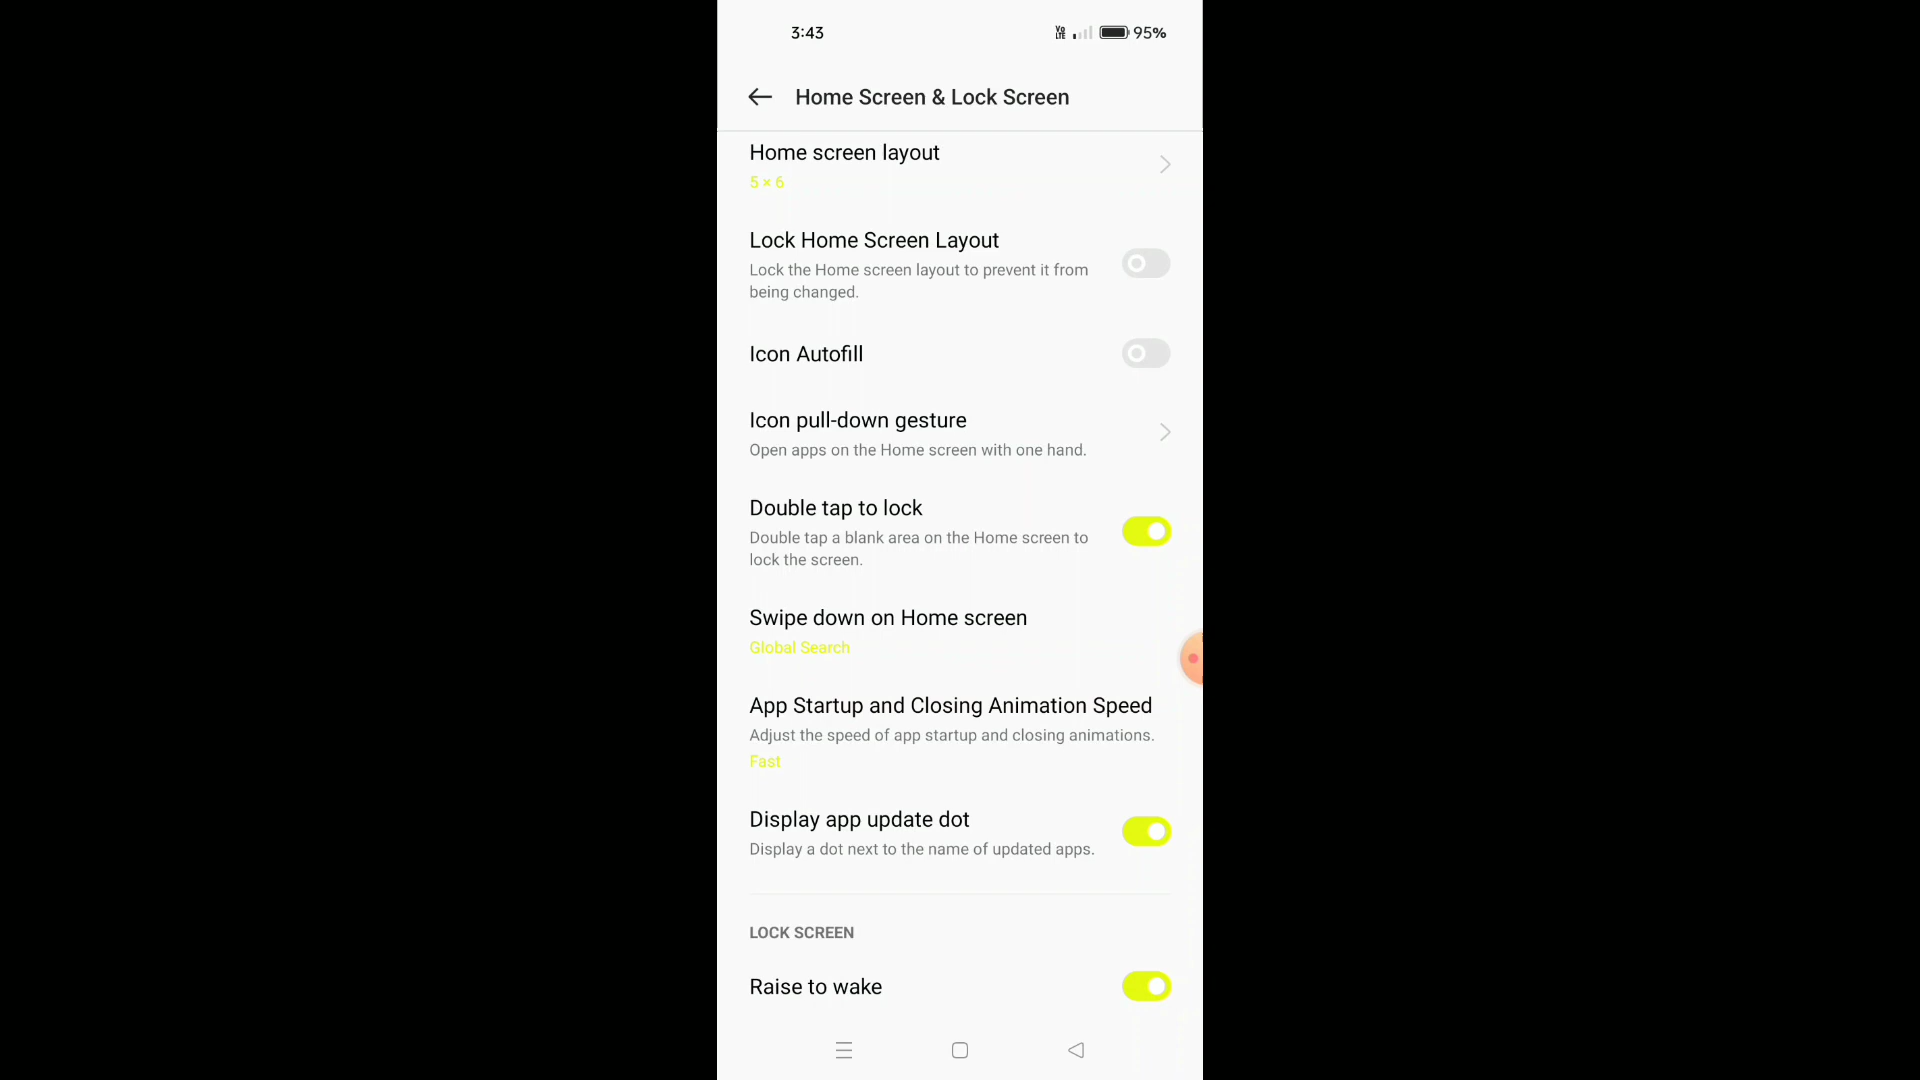 3:43
Vo LTE 95%
Home Screen & Lock Screen
Home screen layout
5 × 6
Lock Home Screen Layout
Lock the Home screen layout to prevent it from
being changed.
Icon Autofill
Icon pull-down gesture
Open apps on the Home screen with one hand.
Double tap to lock
Double tap a blank area on the Home screen to
lock the screen.
Swipe down on Home screen
Global Search
App Startup and Closing Animation Speed
Adjust the speed of app startup and closing animations.
Fast
Display app update dot
Display a dot next to the name of updated apps.
LOCK SCREEN
Raise to wake